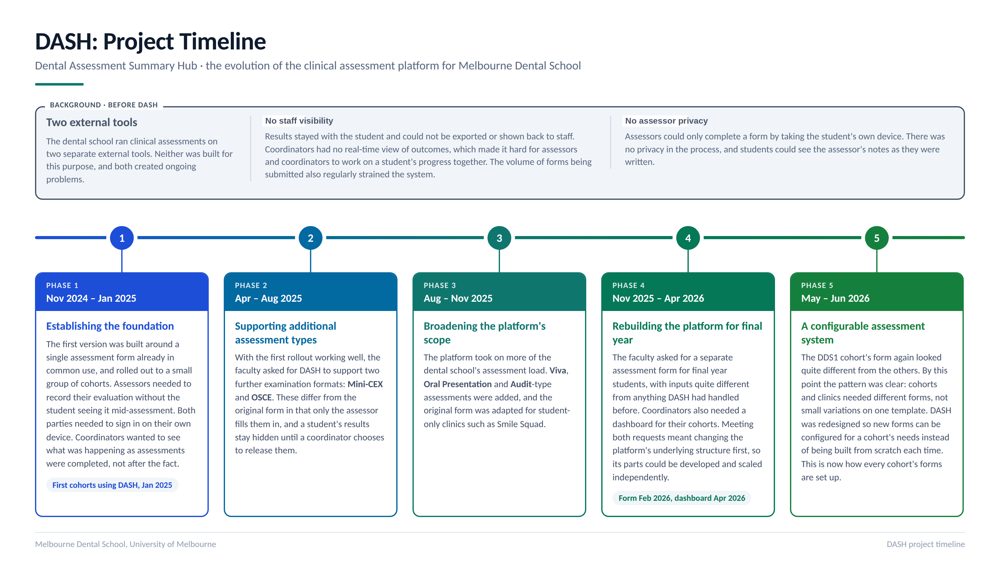 DASH: Project Timeline
Dental Assessment Summary Hub · the evolution of the clinical assessment platform for Melbourne Dental School
BACKGROUND · BEFORE DASH
Two external tools
The dental school ran clinical assessments on
two separate external tools. Neither was built for
this purpose, and both created ongoing
problems.
No staff visibility
Results stayed with the student and could not be exported or shown back to staff.
Coordinators had no real-time view of outcomes, which made it hard for assessors
and coordinators to work on a student's progress together. The volume of forms being
submitted also regularly strained the system.
No assessor privacy
Assessors could only complete a form by taking the student's own device. There was
no privacy in the process, and students could see the assessor's notes as they were
written.
1
2
3
4
5
PHASE 1
Nov 2024 – Jan 2025
Establishing the foundation
The first version was built around a
single assessment form already in
common use, and rolled out to a small
group of cohorts. Assessors needed to
record their evaluation without the
student seeing it mid-assessment. Both
parties needed to sign in on their own
device. Coordinators wanted to see
what was happening as assessments
were completed, not after the fact.
First cohorts using DASH, Jan 2025
PHASE 2
Apr – Aug 2025
Supporting additional
assessment types
With the first rollout working well, the
faculty asked for DASH to support two
further examination formats: Mini-CEX
and OSCE. These differ from the
original form in that only the assessor
fills them in, and a student's results
stay hidden until a coordinator chooses
to release them.
PHASE 3
Aug – Nov 2025
Broadening the platform's
scope
The platform took on more of the
dental school's assessment load. Viva,
Oral Presentation and Audit-type
assessments were added, and the
original form was adapted for student-
only clinics such as Smile Squad.
PHASE 4
Nov 2025 – Apr 2026
Rebuilding the platform for final
year
The faculty asked for a separate
assessment form for final year
students, with inputs quite different
from anything DASH had handled
before. Coordinators also needed a
dashboard for their cohorts. Meeting
both requests meant changing the
platform's underlying structure first, so
its parts could be developed and scaled
independently.
Form Feb 2026, dashboard Apr 2026
PHASE 5
May – Jun 2026
A configurable assessment
system
The DDS1 cohort's form again looked
quite different from the others. By this
point the pattern was clear: cohorts
and clinics needed different forms, not
small variations on one template. DASH
was redesigned so new forms can be
configured for a cohort's needs instead
of being built from scratch each time.
This is now how every cohort's forms
are set up.
Melbourne Dental School, University of Melbourne
DASH project timeline